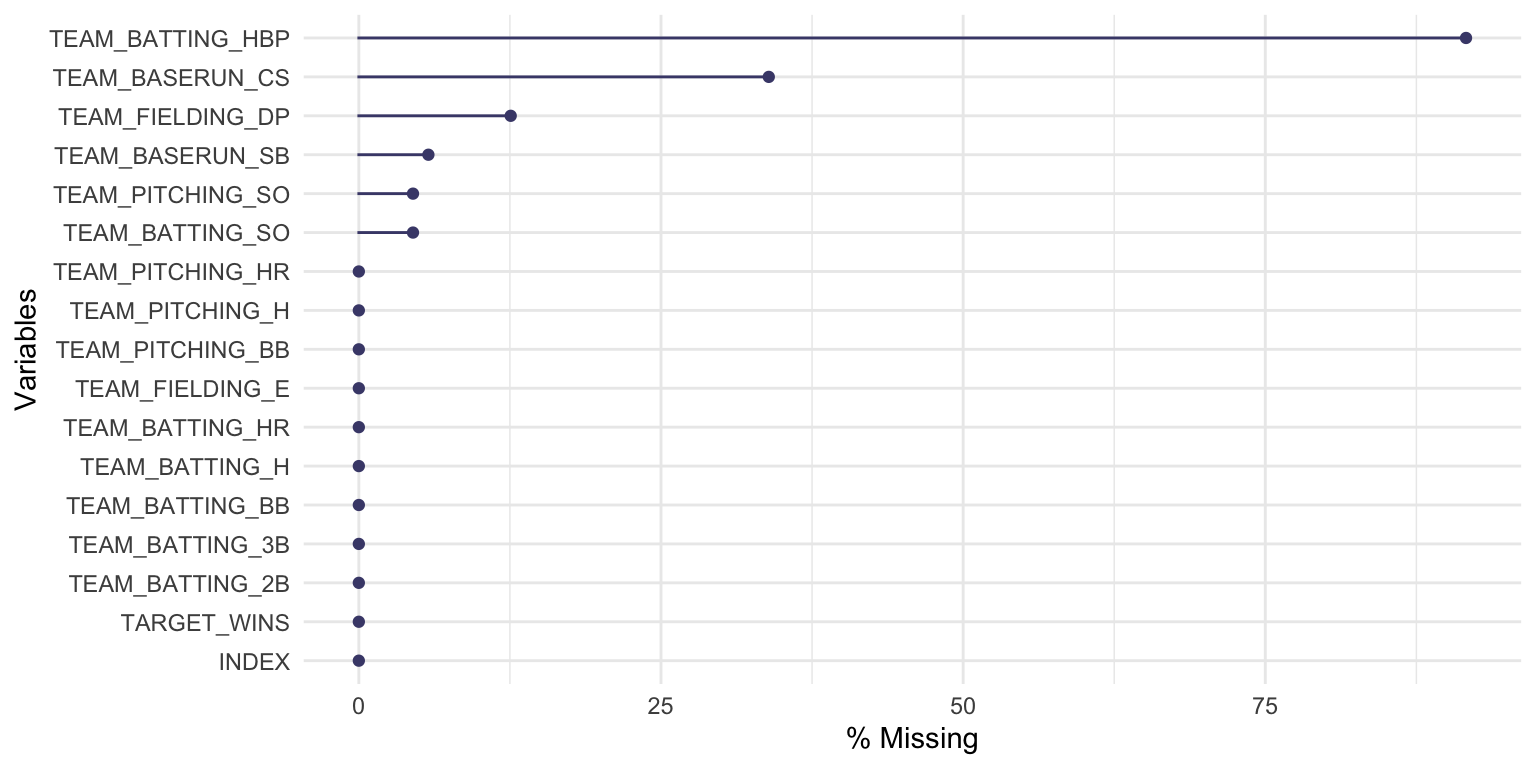 TEAM_BATTING_HBP
TEAM_BASERUN_CS
TEAM_FIELDING_DP
TEAM_BASERUN_SB
TEAM_PITCHING_SO
TEAM_BATTING_SO
TEAM_PITCHING_HR
TEAM_PITCHING_H
TEAM_PITCHING_BB
TEAM_FIELDING_E
TEAM_BATTING_HR
TEAM_BATTING_H
TEAM_BATTING_BB
TEAM_BATTING_3B
TEAM_BATTING_2B
TARGET_WINS
INDEX
Variables
0 25 50 75
% Missing